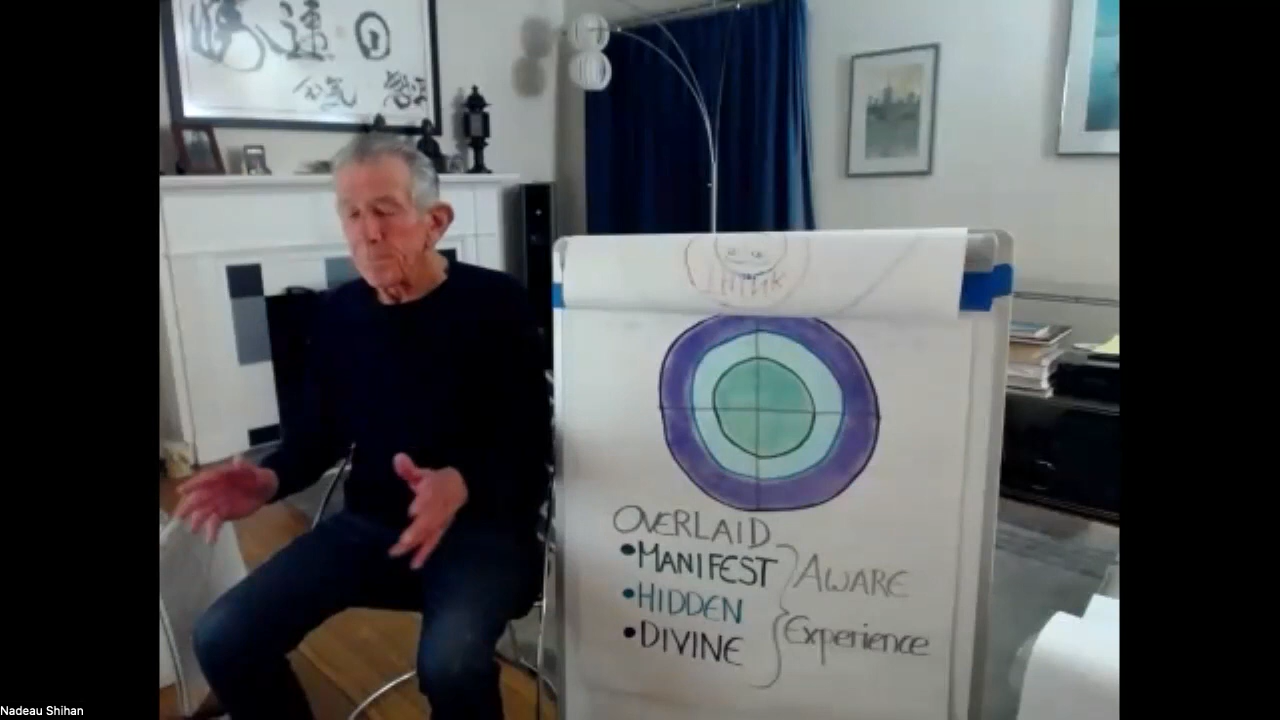 OVERLAID
•MANIFEST
AWARE
•HIDDEN
Experience
•DIVINE
Nadeau Shihan